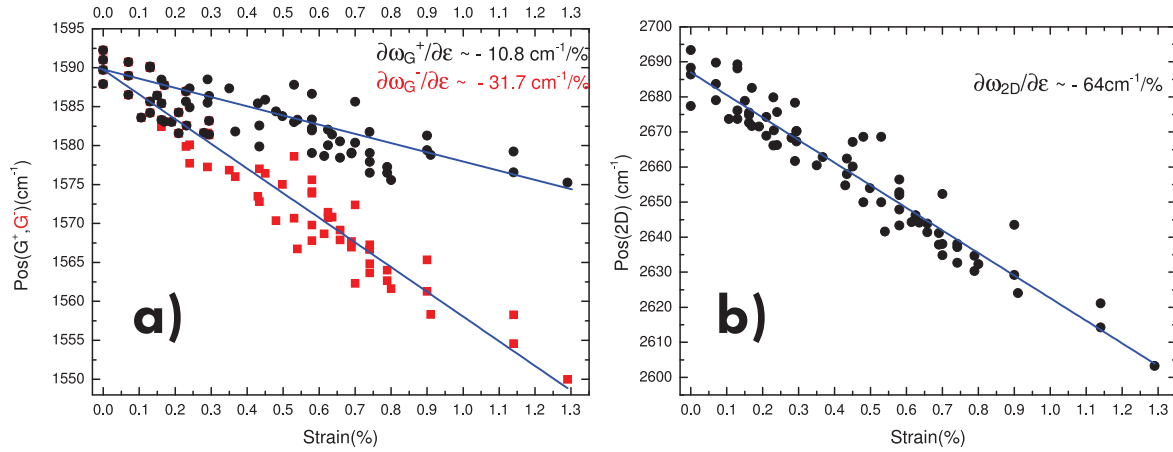 0.0 0.1 0.2 0.3 0.4 0.5 0.6 0.7 0.8 0.9 1.0 1.1 1.2 1.3
1595
1590
1585
1580
1575
1570
1565
1560
1555
1550
Pos(G⁺,G⁻)(cm⁻¹)
∂ω_G⁺/∂ε ~ - 10.8 cm⁻¹/%
∂ω_G⁻/∂ε ~ - 31.7 cm⁻¹/%
a)
0.0 0.1 0.2 0.3 0.4 0.5 0.6 0.7 0.8 0.9 1.0 1.1 1.2 1.3
Strain(%)
2700
2690
2680
2670
2660
2650
2640
2630
2620
2610
2600
Pos(2D) (cm⁻¹)
∂ω₂D/∂ε ~ - 64cm⁻¹/%
b)
0.0 0.1 0.2 0.3 0.4 0.5 0.6 0.7 0.8 0.9 1.0 1.1 1.2 1.3
Strain(%)